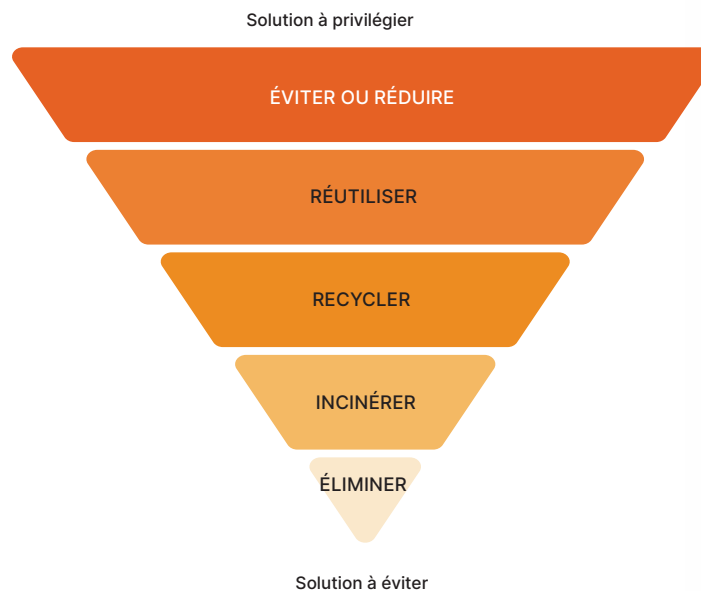 Solution à privilégier
ÉVITER OU RÉDUIRE
RÉUTILISER
RECYCLER
INCINÉRER
ÉLIMINER
Solution à éviter